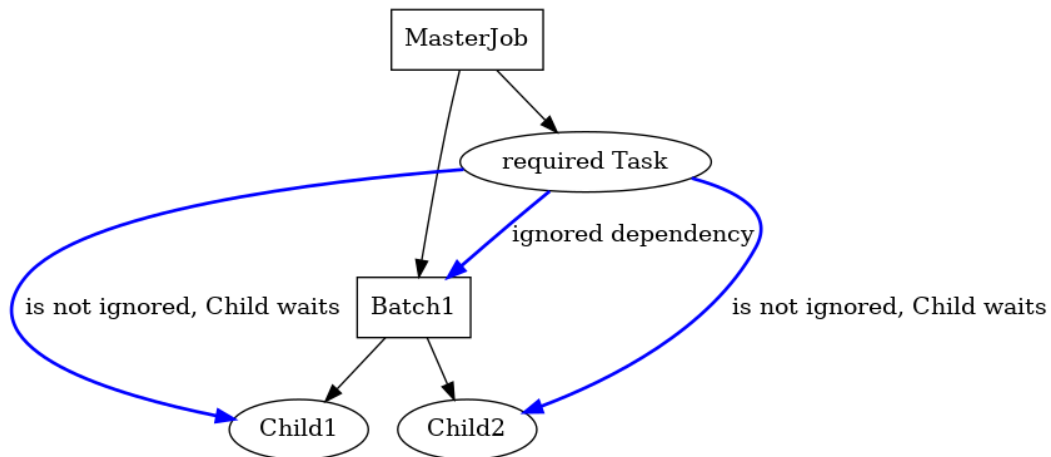 MasterJob
required Task
ignored dependency
is not ignored, Child waits
Batch1
is not ignored, Child waits
Child1
Child2